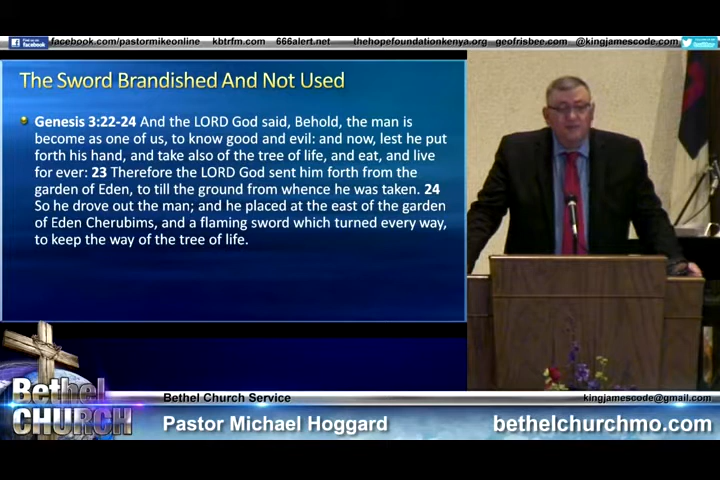 Find us on
facebook
facebook.com/pastormikeonline kbtrfm.com 666alert.net thehopefoundationkenya.org geofrisbee.com @kingjamescode.com
twitter
The Sword Brandished And Not Used
Genesis 3:22-24 And the LORD God said, Behold, the man is
become as one of us, to know good and evil: and now, lest he put
forth his hand, and take also of the tree of life, and eat, and live
for ever: 23 Therefore the LORD God sent him forth from the
garden of Eden, to till the ground from whence he was taken. 24
So he drove out the man; and he placed at the east of the garden
of Eden Cherubims, and a flaming sword which turned every way,
to keep the way of the tree of life.
Bethel
CHURCH
Bethel Church Service kingjamescode@gmail.com
Pastor Michael Hoggard bethelchurchmo.com